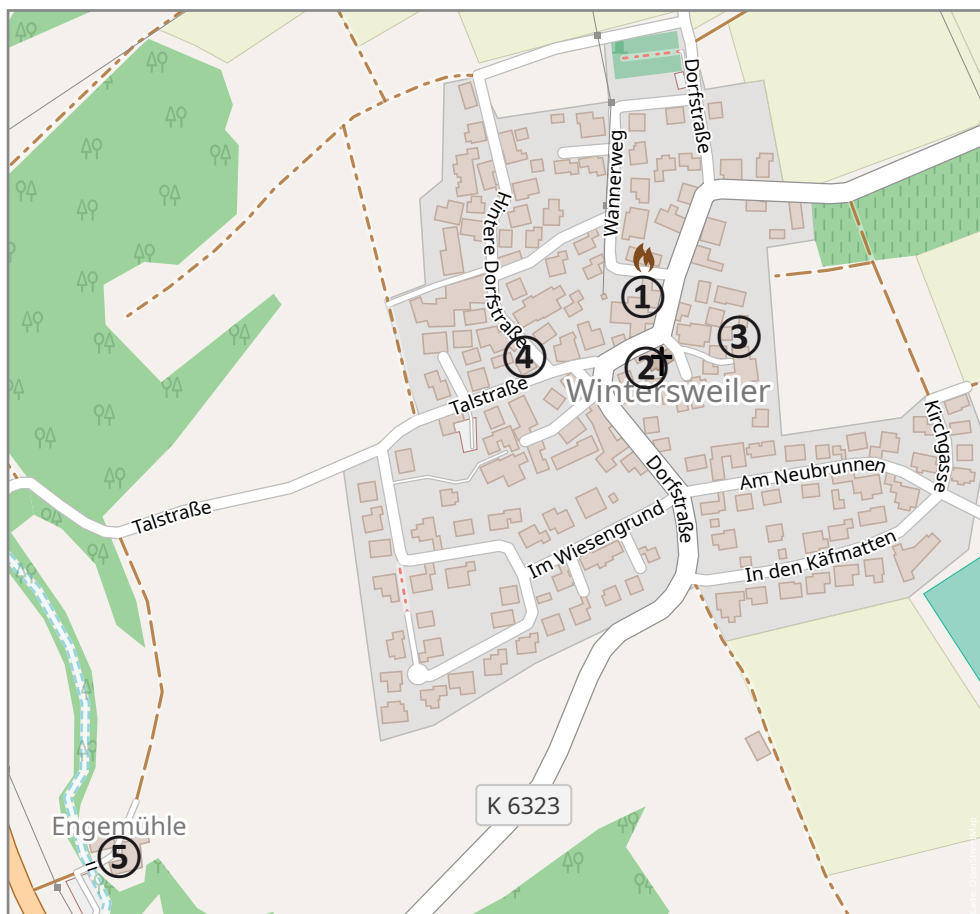 Dorfstraße
Wannerweg
Hintere Dorfstraße
1
3
4
2
Wintersweiler
Talstraße
Kirchgasse
Am Neubrunnen
Dorfstraße
Talstraße
Im Wiesengrund
In den Käfmatten
K 6323
Engemühle
5